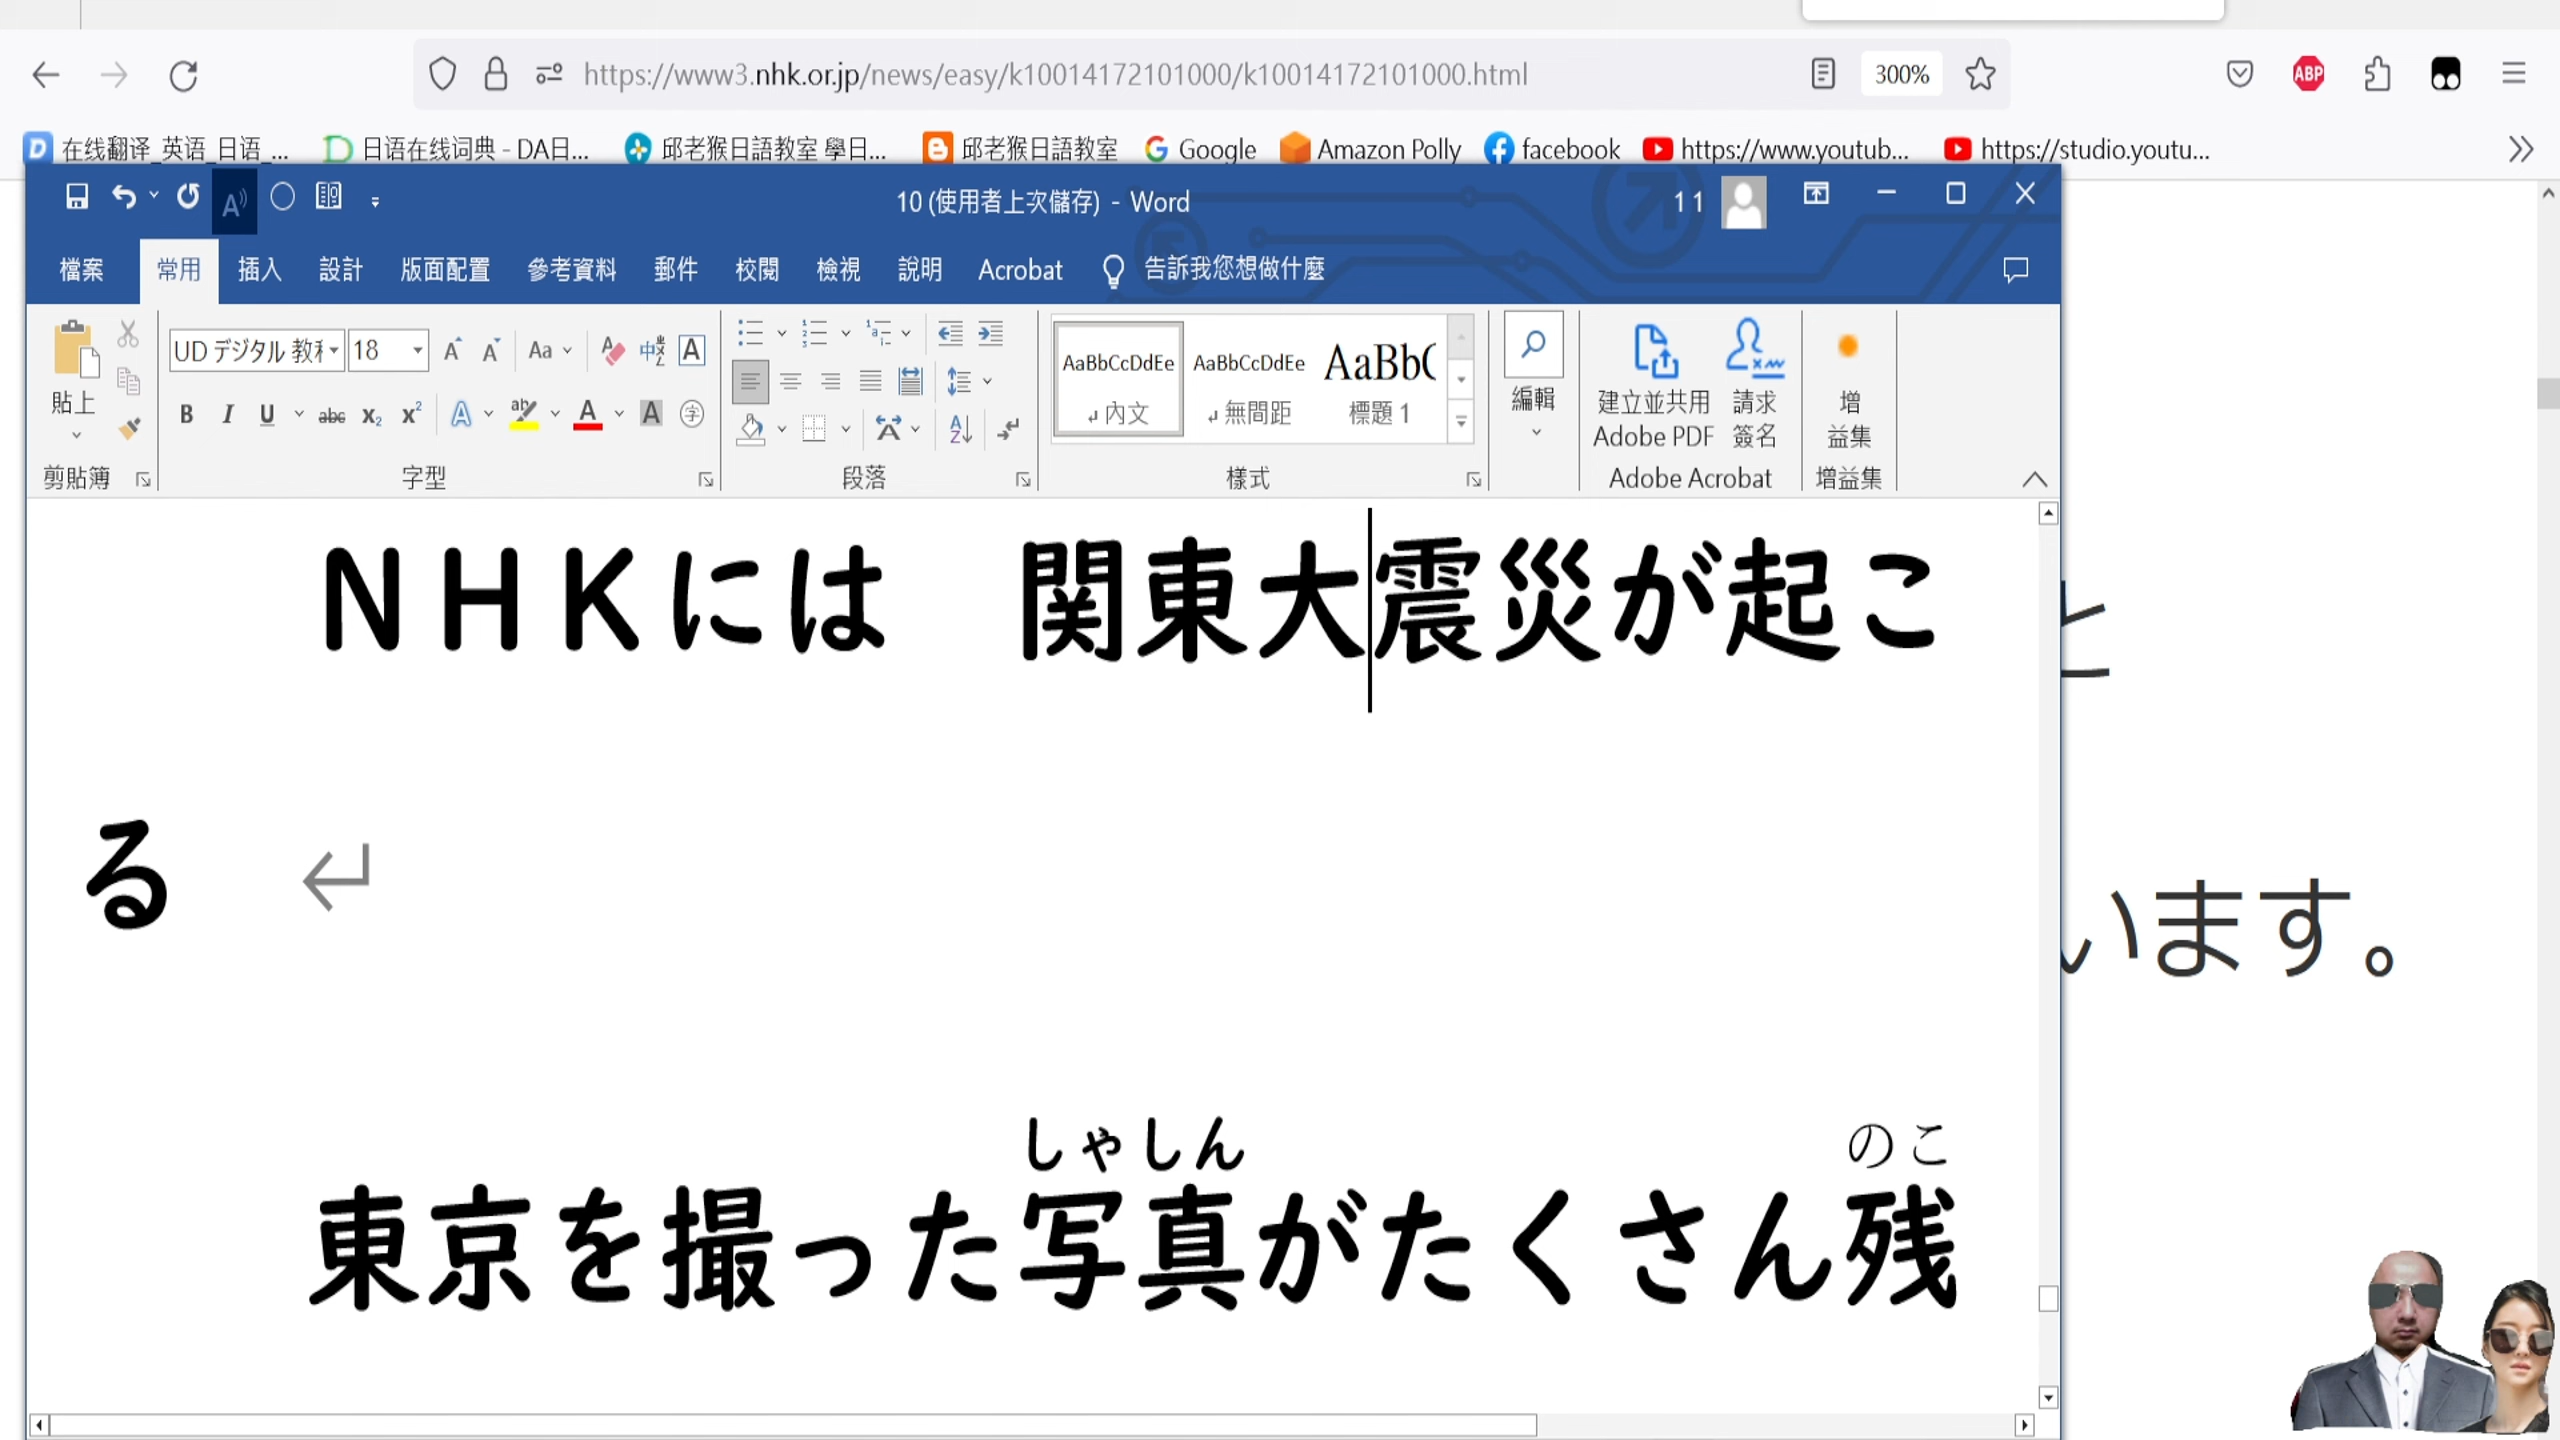 https://www3.nhk.or.jp/news/easy/k10014172101000/k10014172101000.html
300%
ABP
在线翻译_英语_日语_...
日语在线词典 - DA日...
邱老猴日語教室 學日...
邱老猴日語教室
Google
Amazon Polly
facebook
https://www.youtub...
https://studio.youtu...
10 (使用者上次儲存) - Word
1 1
檔案 常用 插入 設計 版面配置 參考資料 郵件 校閱 檢視 說明 Acrobat 告訴我您想做什麼
貼上
剪貼簿
UD デジタル 教
18
字型
段落
AaBbCcDdEe
內文
AaBbCcDdEe
無間距
AaBb(
標題 1
樣式
編輯
建立並共用
Adobe PDF
請求
簽名
Adobe Acrobat
增
益集
增益集
ＮＨＫには　関東大震災が起こ
る
しゃしん のこ
東京を撮った写真がたくさん残
と
います。